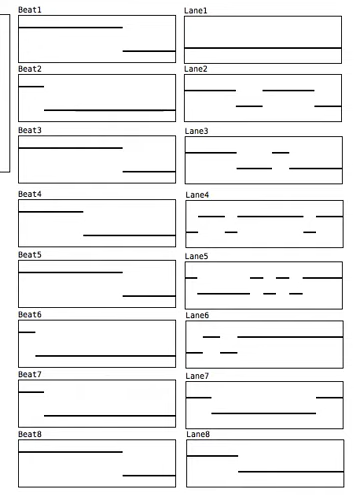 Beat1 Lane1
Beat2 Lane2
Beat3 Lane3
Beat4 Lane4
Beat5 Lane5
Beat6 Lane6
Beat7 Lane7
Beat8 Lane8